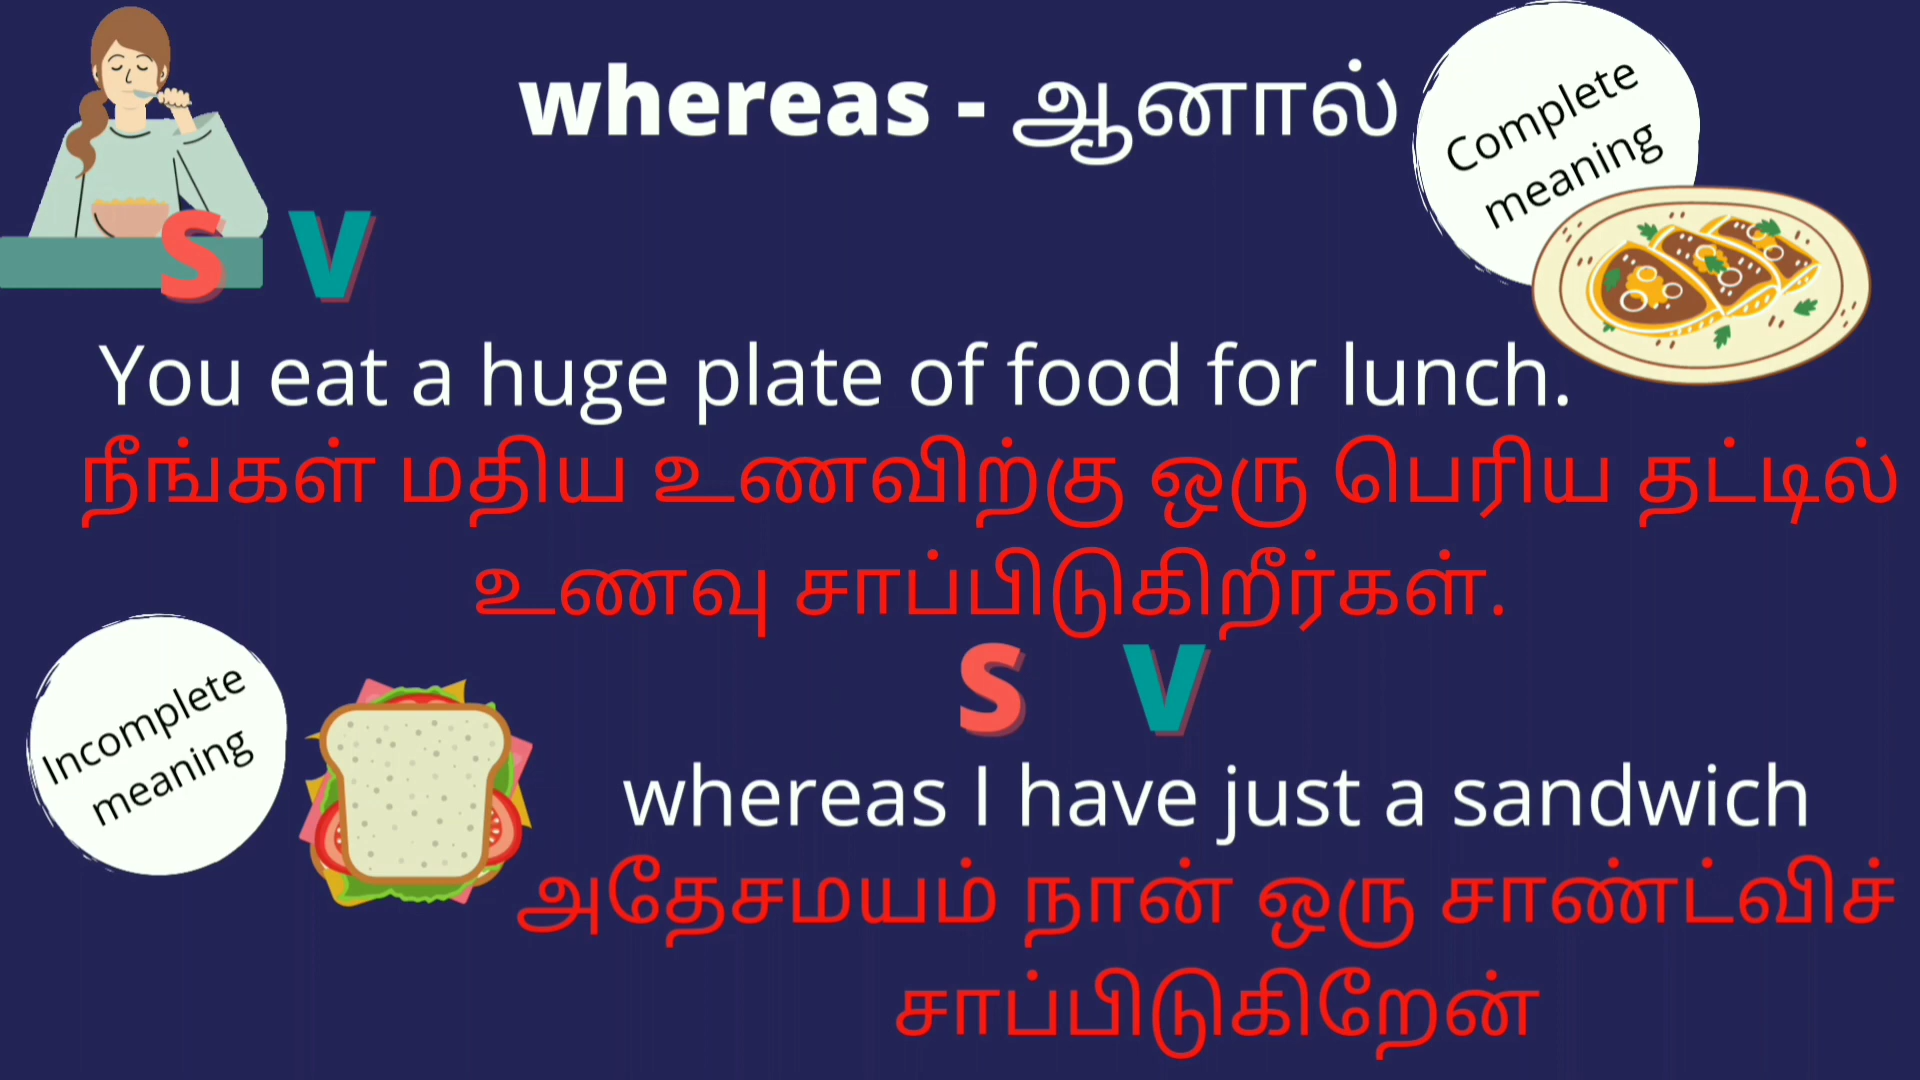 whereas - ஆனால்
Complete
meaning
S V
You eat a huge plate of food for lunch.
நீங்கள் மதிய உணவிற்கு ஒரு பெரிய தட்டில்
உணவு சாப்பிடுகிறீர்கள்.
S V
Incomplete
meaning
whereas I have just a sandwich
அதேசமயம் நான் ஒரு சாண்ட்விச்
சாப்பிடுகிறேன்